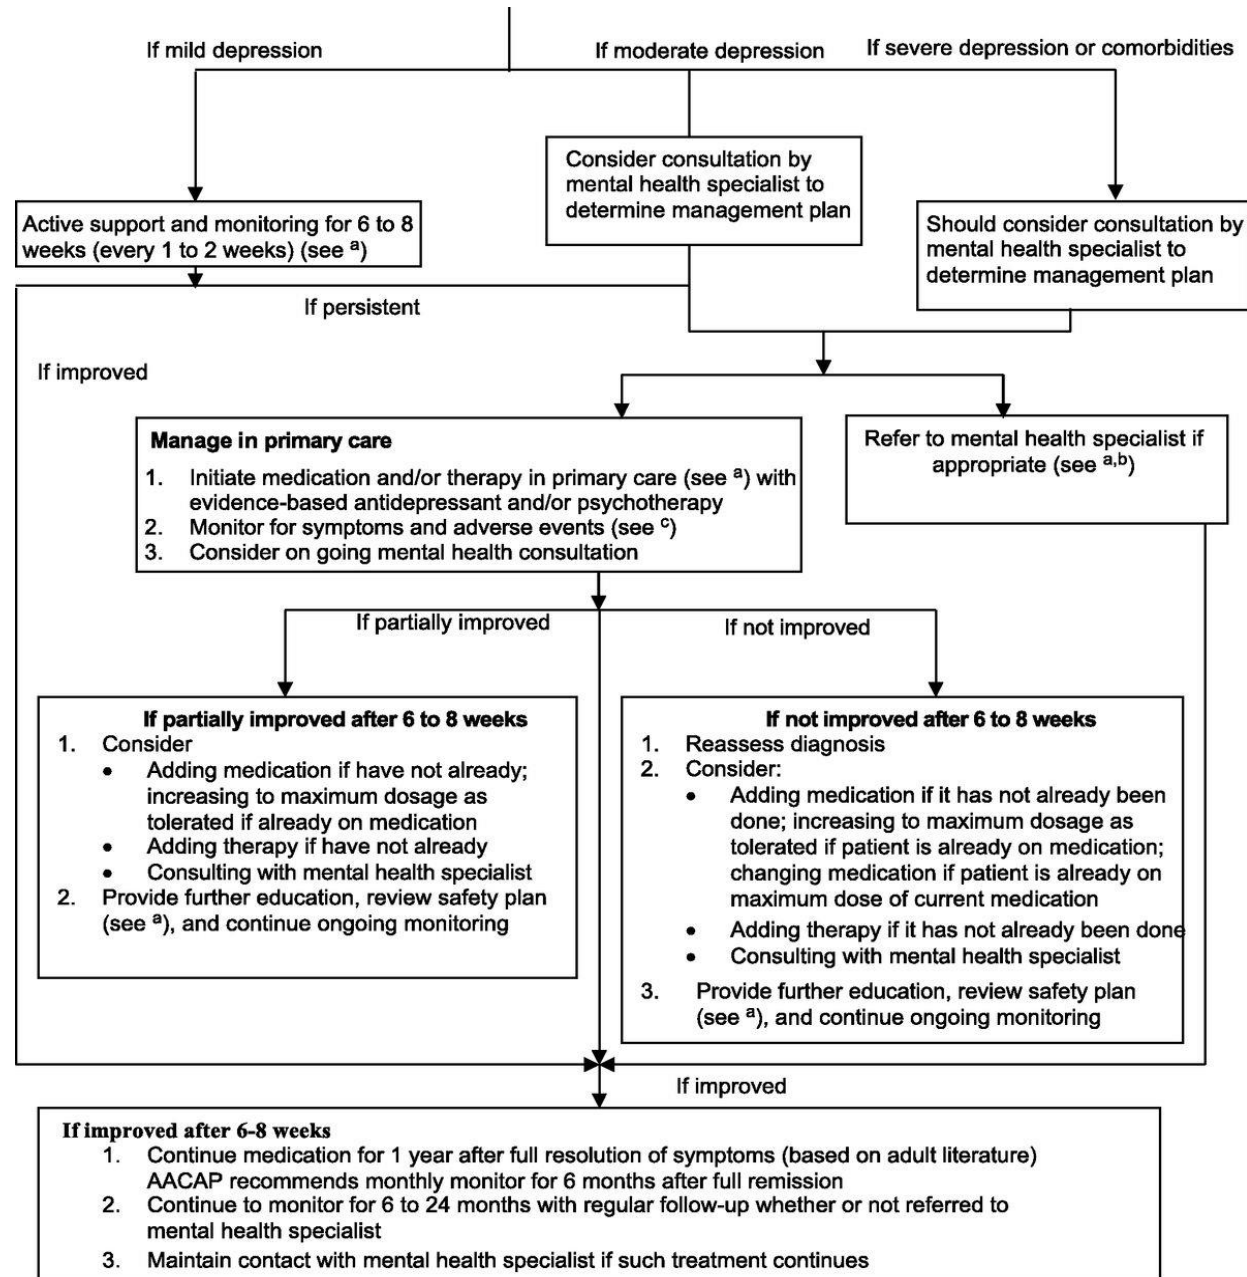 If mild depression
If moderate depression
If severe depression or comorbidities
Consider consultation by
mental health specialist to
determine management plan
Active support and monitoring for 6 to 8
weeks (every 1 to 2 weeks) (see a)
Should consider consultation by
mental health specialist to
determine management plan
If persistent
If improved
Manage in primary care
1. Initiate medication and/or therapy in primary care (see a) with
evidence-based antidepressant and/or psychotherapy
2. Monitor for symptoms and adverse events (see c)
3. Consider on going mental health consultation
Refer to mental health specialist if
appropriate (see a,b)
If partially improved
If not improved
If partially improved after 6 to 8 weeks
1. Consider
• Adding medication if have not already;
increasing to maximum dosage as
tolerated if already on medication
• Adding therapy if have not already
• Consulting with mental health specialist
2. Provide further education, review safety plan
(see a), and continue ongoing monitoring
If not improved after 6 to 8 weeks
1. Reassess diagnosis
2. Consider:
• Adding medication if it has not already been
done; increasing to maximum dosage as
tolerated if patient is already on medication;
changing medication if patient is already on
maximum dose of current medication
• Adding therapy if it has not already been done
• Consulting with mental health specialist
3. Provide further education, review safety plan
(see a), and continue ongoing monitoring
If improved
If improved after 6-8 weeks
1. Continue medication for 1 year after full resolution of symptoms (based on adult literature)
AACAP recommends monthly monitor for 6 months after full remission
2. Continue to monitor for 6 to 24 months with regular follow-up whether or not referred to
mental health specialist
3. Maintain contact with mental health specialist if such treatment continues